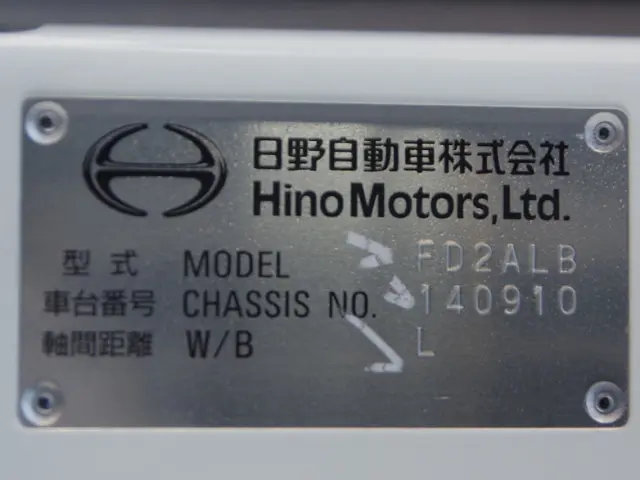 日野自動車株式会社
Hino Motors, Ltd.
型式 MODEL FD2ALB
車台番号 CHASSIS NO. 140910
軸間距離 W/B L